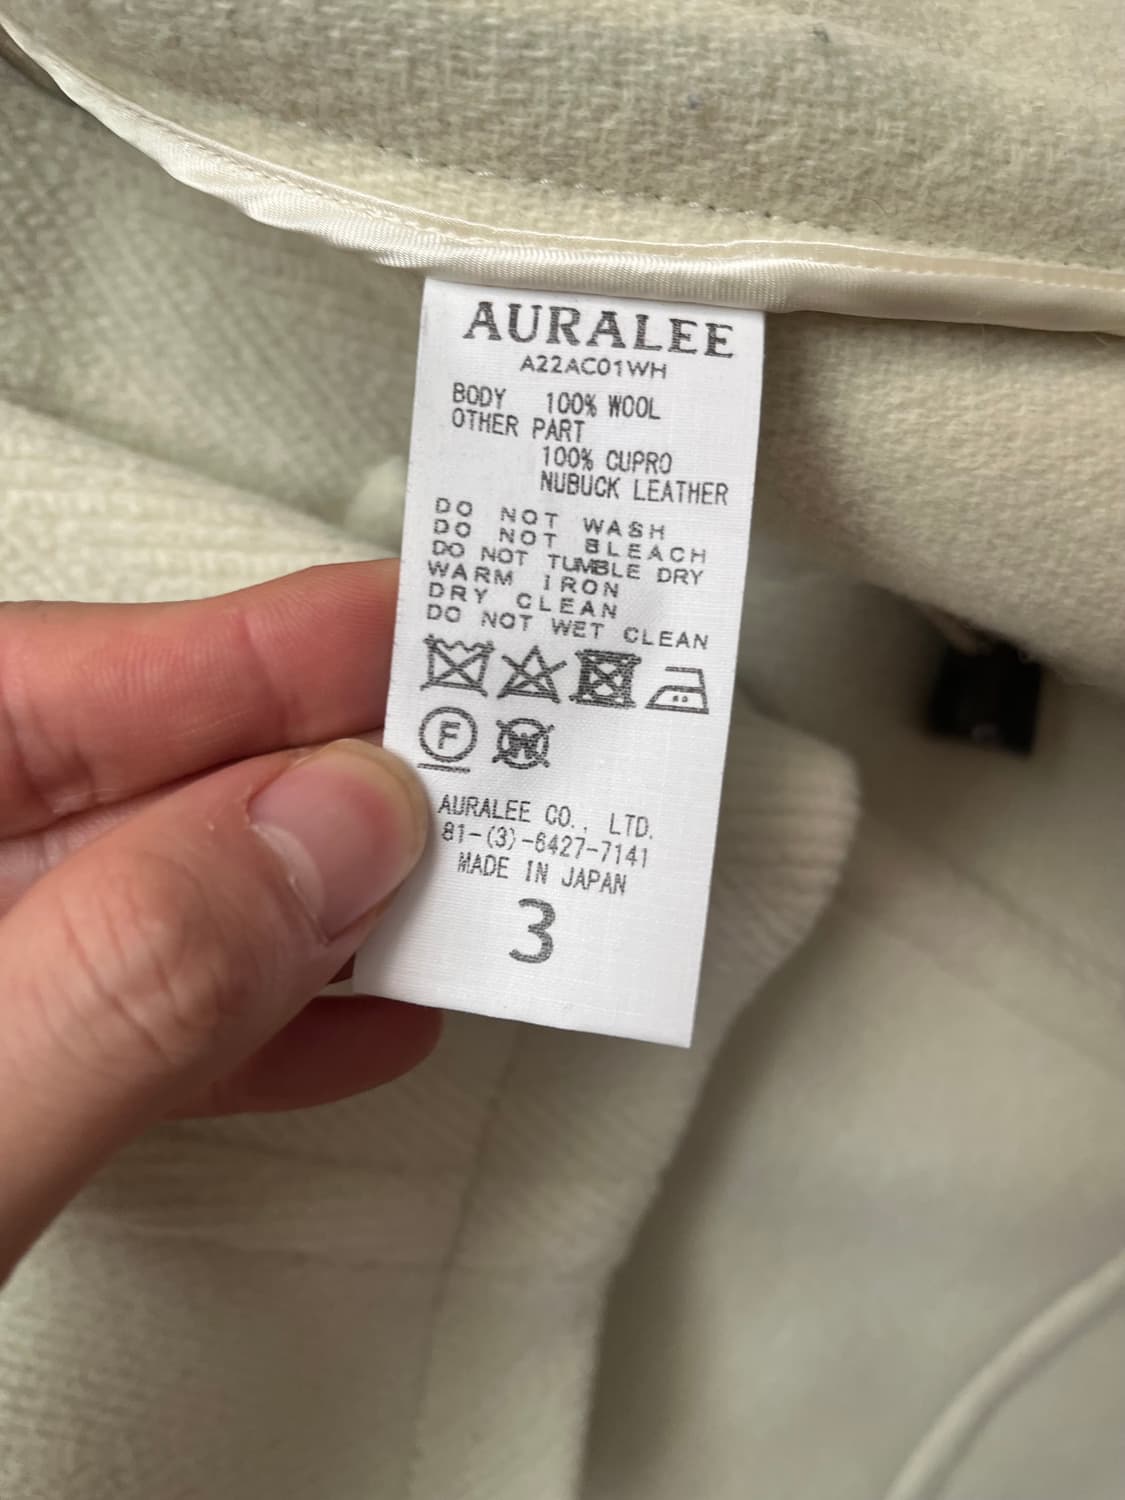 AURALEE
A22AC01WH
BODY 100% WOOL
OTHER PART
100% CUPRO
NUBUCK LEATHER
DO NOT WASH
DO NOT BLEACH
DO NOT TUMBLE DRY
WARM IRON
DRY CLEAN
DO NOT WET CLEAN
F W
AURALEE CO., LTD.
81-(3)-6427-7141
MADE IN JAPAN
3